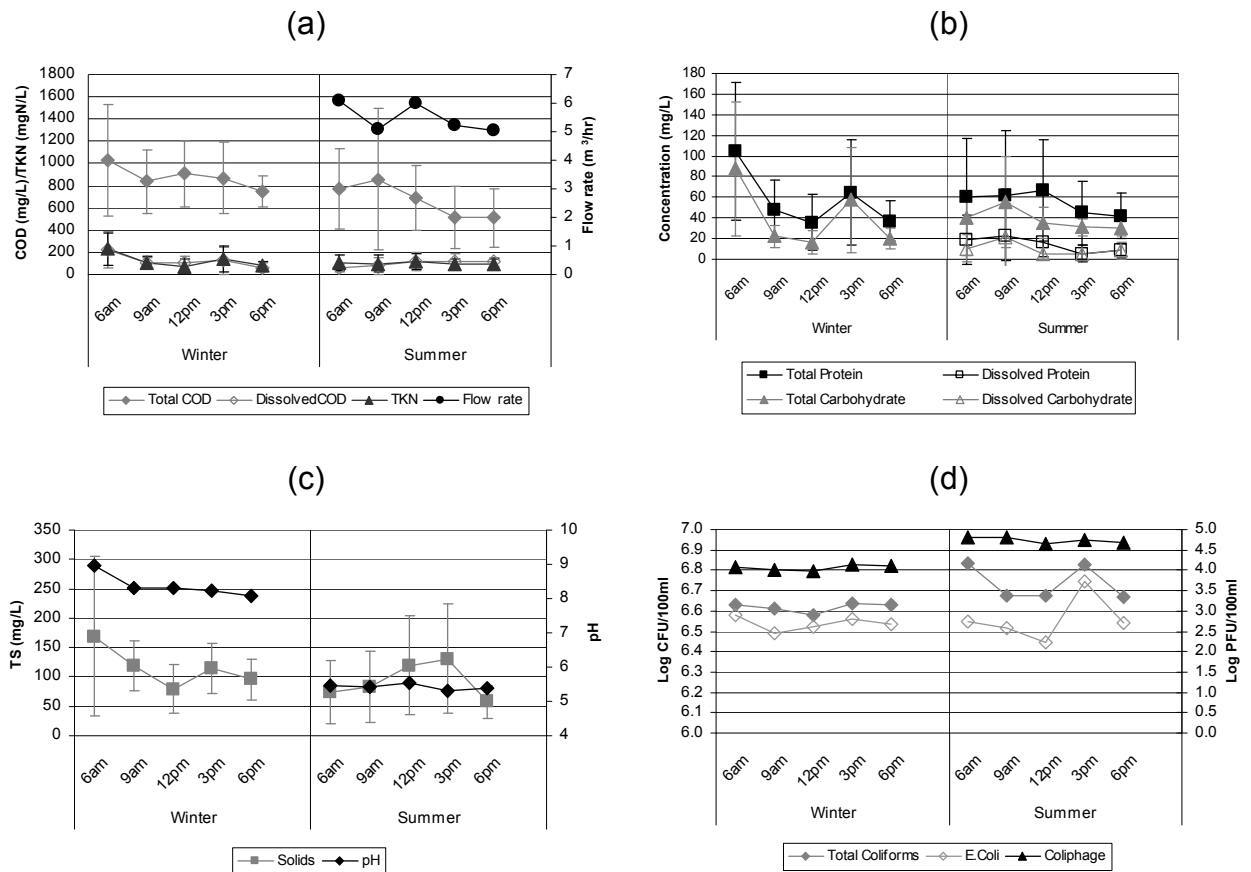 (a)
COD (mg/L)/TKN (mgN/L)
1800
1600
1400
1200
1000
800
600
400
200
0
7
6
5
4
3
2
1
0
Flow rate (m³/hr)
6am 9am 12pm 3pm 6pm 6am 9am 12pm 3pm 6pm
Winter Summer
Total COD DissolvedCOD TKN Flow rate
(b)
Concentration (mg/L)
180
160
140
120
100
80
60
40
20
0
6am 9am 12pm 3pm 6pm 6am 9am 12pm 3pm 6pm
Winter Summer
Total Protein Dissolved Protein
Total Carbohydrate Dissolved Carbohydrate
(c)
TS (mg/L)
350
300
250
200
150
100
50
0
10
9
8
7
6
5
4
pH
6am 9am 12pm 3pm 6pm 6am 9am 12pm 3pm 6pm
Winter Summer
Solids pH
(d)
Log CFU/100ml
7.0
6.9
6.8
6.7
6.6
6.5
6.4
6.3
6.2
6.1
6.0
5.0
4.5
4.0
3.5
3.0
2.5
2.0
1.5
1.0
0.5
0.0
Log PFU/100ml
6am 9am 12pm 3pm 6pm 6am 9am 12pm 3pm 6pm
Winter Summer
Total Coliforms E.Coli Coliphage